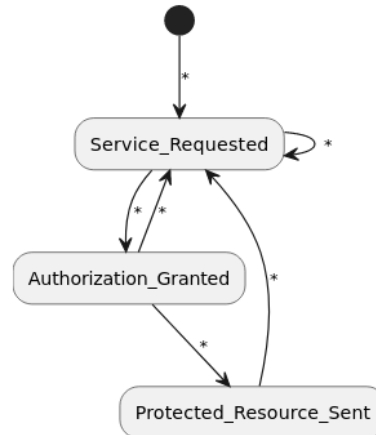 *
Service_Requested
*
*
*
Authorization_Granted
*
*
Protected_Resource_Sent